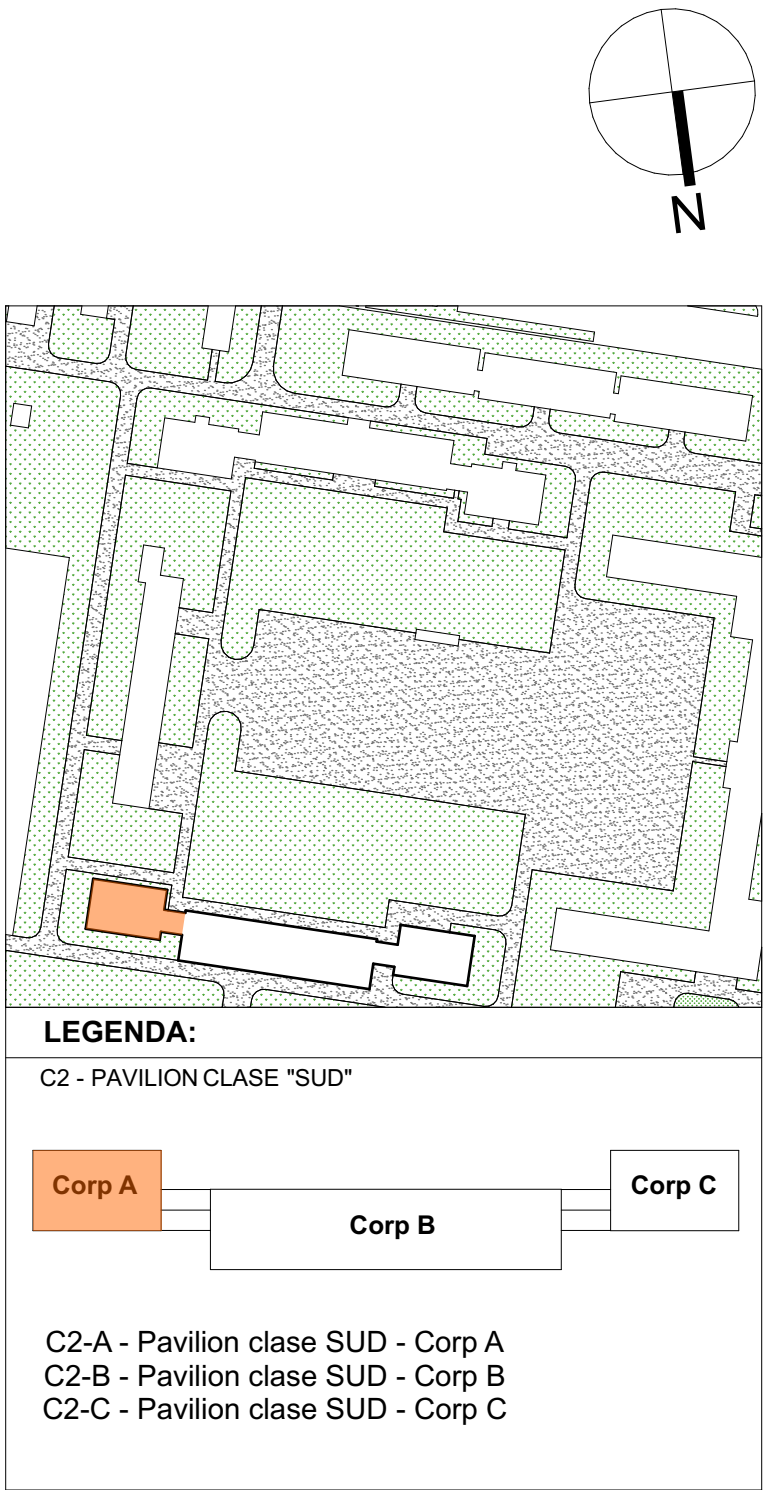 N
LEGENDA:
C2 - PAVILION CLASE "SUD"
Corp A
Corp C
Corp B
C2-A - Pavilion clase SUD - Corp A
C2-B - Pavilion clase SUD - Corp B
C2-C - Pavilion clase SUD - Corp C